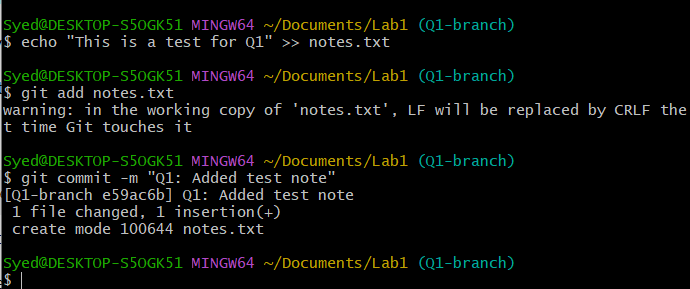 Syed@DESKTOP-S5OGK51 MINGW64 ~/Documents/Lab1 (Q1-branch)
$ echo "This is a test for Q1" >> notes.txt
Syed@DESKTOP-S5OGK51 MINGW64 ~/Documents/Lab1 (Q1-branch)
$ git add notes.txt
warning: in the working copy of 'notes.txt', LF will be replaced by CRLF the
t time Git touches it
Syed@DESKTOP-S5OGK51 MINGW64 ~/Documents/Lab1 (Q1-branch)
$ git commit -m "Q1: Added test note"
[Q1-branch e59ac6b] Q1: Added test note
 1 file changed, 1 insertion(+)
 create mode 100644 notes.txt
Syed@DESKTOP-S5OGK51 MINGW64 ~/Documents/Lab1 (Q1-branch)
$